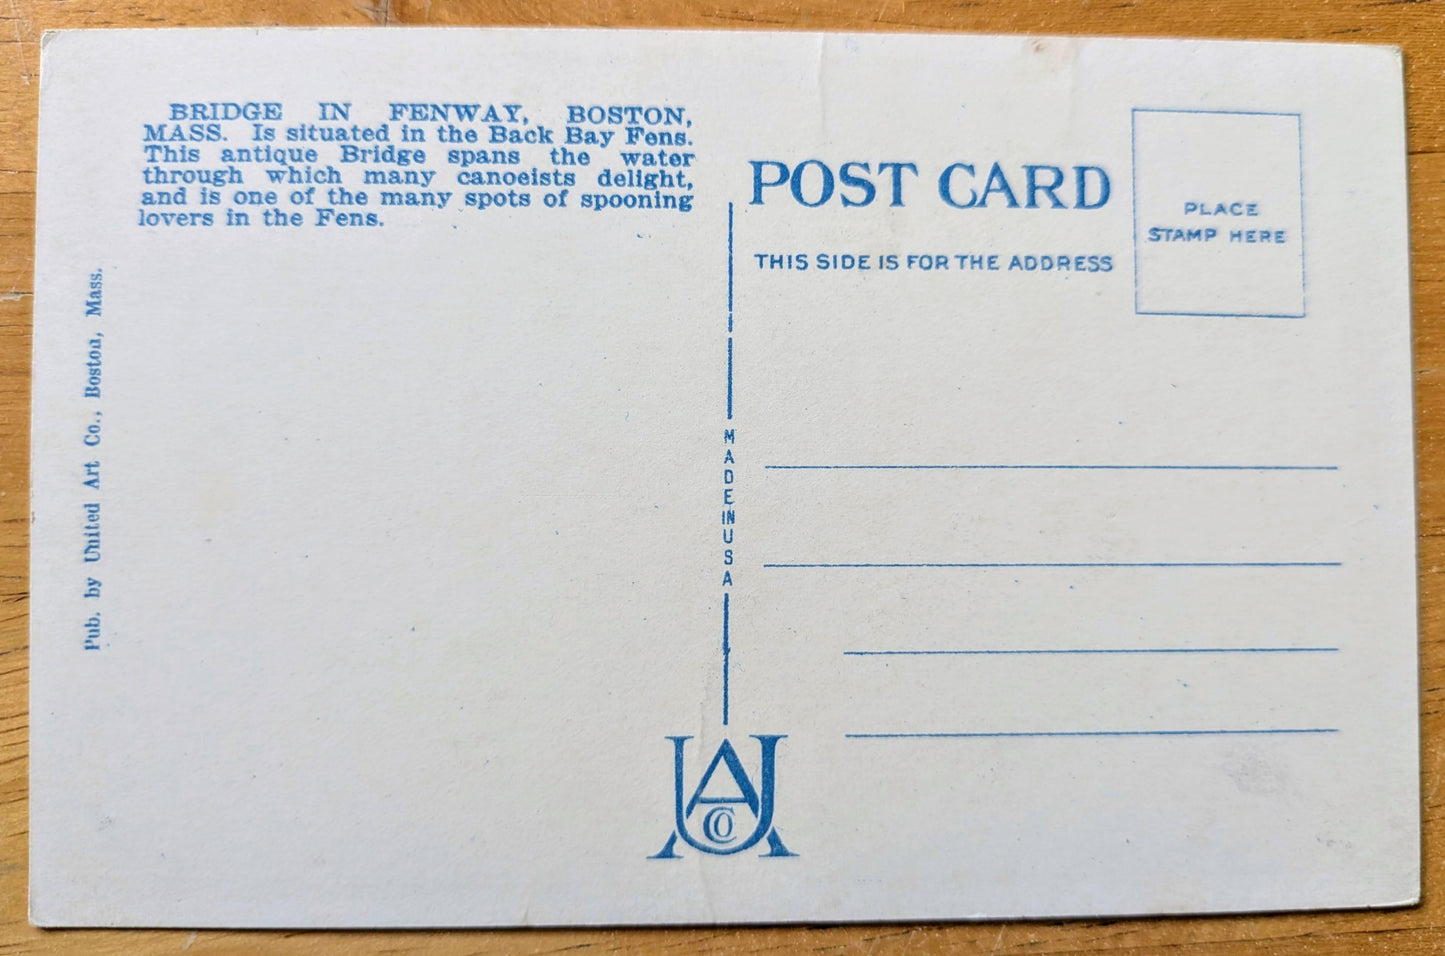 BRIDGE IN FENWAY, BOSTON,
MASS. Is situated in the Back Bay Fens.
This antique Bridge spans the water
through which many canoeists delight,
and is one of the many spots of spooning
lovers in the Fens.
Pub. by United Art Co., Boston, Mass.
MADE IN USA
UACO
POST CARD
THIS SIDE IS FOR THE ADDRESS
PLACE
STAMP HERE